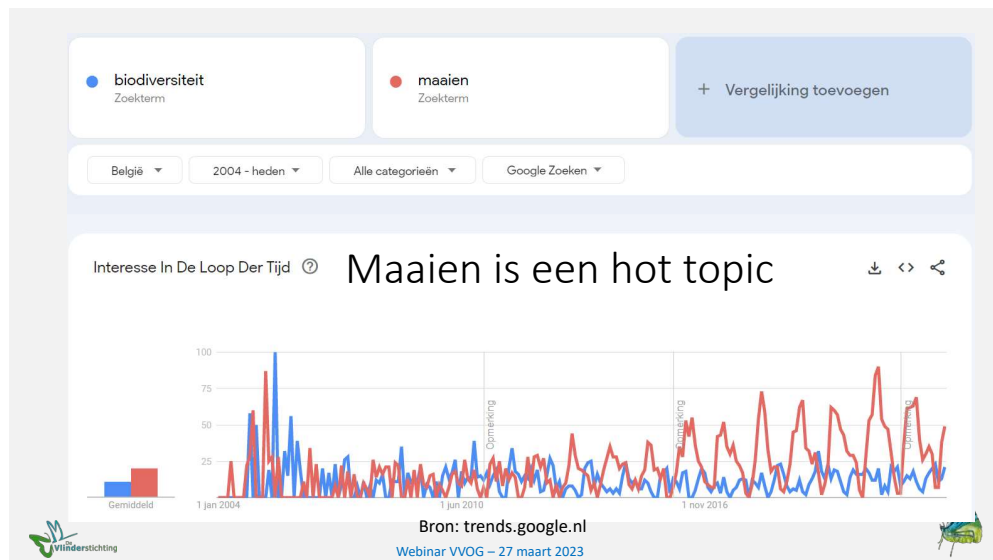 biodiversiteit
Zoekterm
maaien
Zoekterm
+ Vergelijking toevoegen
België
2004 - heden
Alle categorieën
Google Zoeken
Interesse In De Loop Der Tijd
Maaien is een hot topic
100
75
50
25
Opmerking
Opmerking
Opmerking
Gemiddeld
1 jan 2004
1 jun 2010
1 nov 2016
Bron: trends.google.nl
De Vlinderstichting
Webinar VVOG – 27 maart 2023